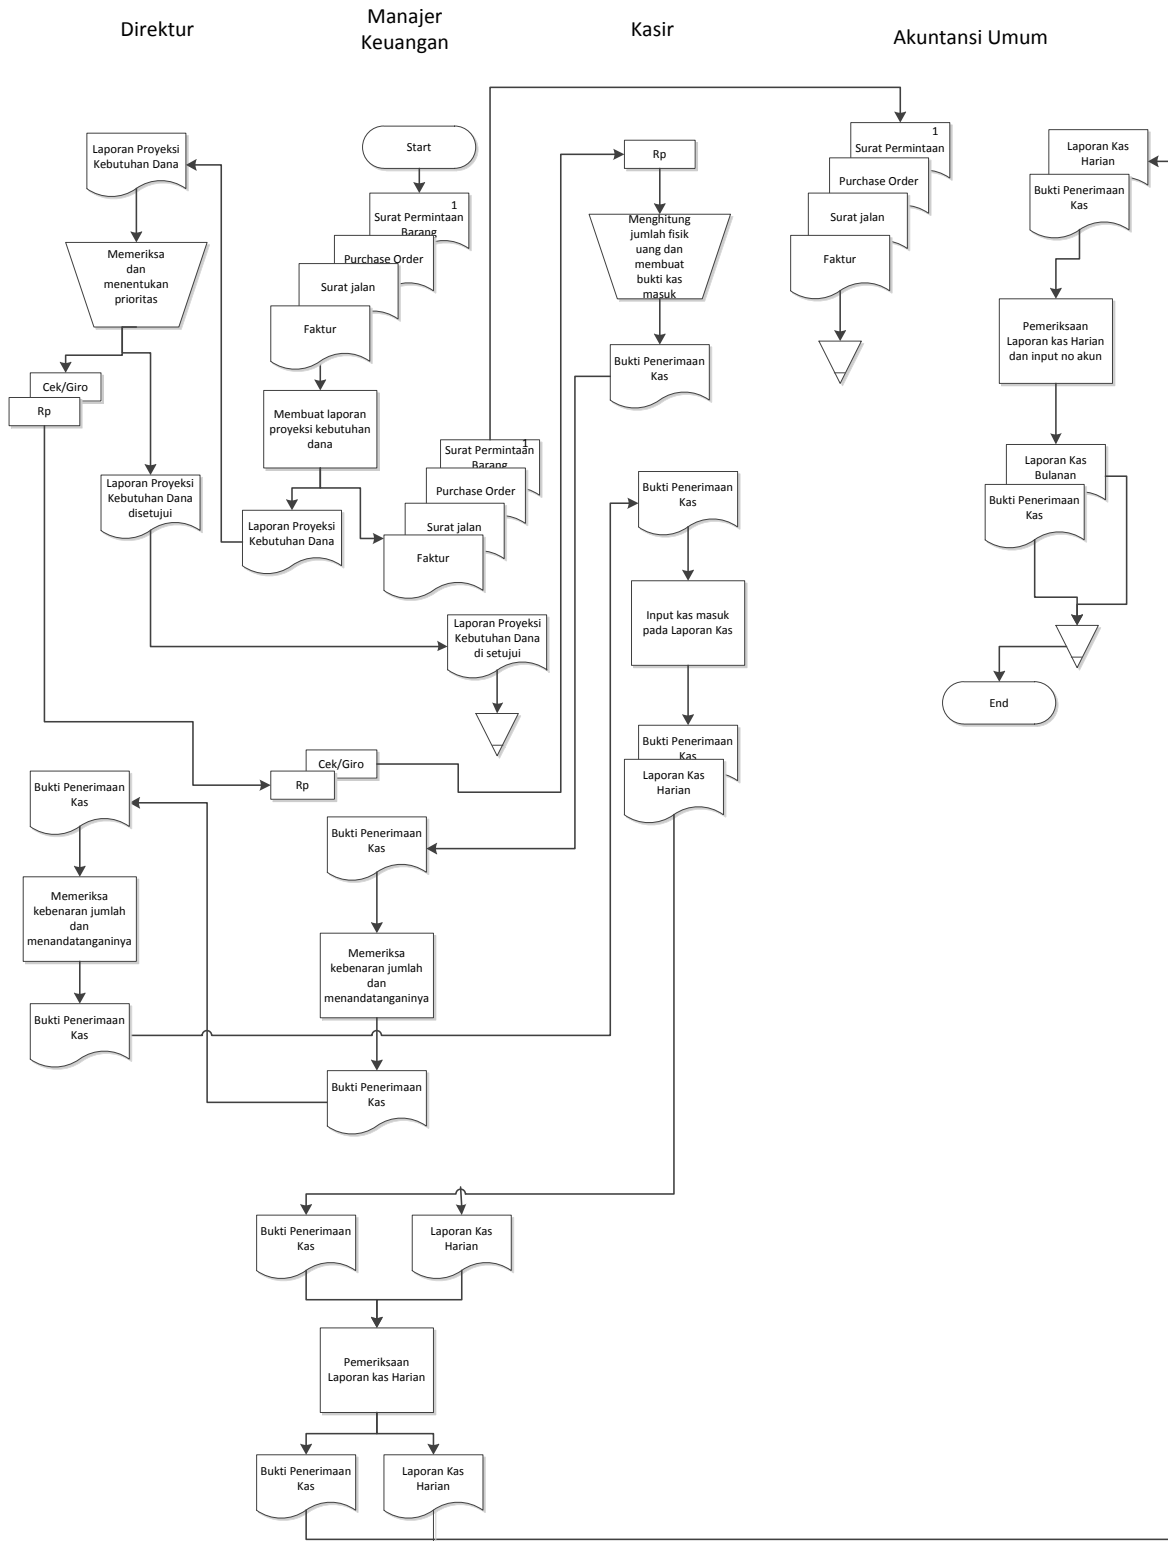 Direktur
Manajer
Keuangan
Kasir
Akuntansi Umum
Laporan Proyeksi
Kebutuhan Dana
Memeriksa
dan
menentukan
prioritas
Cek/Giro
Rp
Laporan Proyeksi
Kebutuhan Dana
disetujui
Bukti Penerimaan
Kas
Memeriksa
kebenaran jumlah
dan
menandatanganinya
Bukti Penerimaan
Kas
Start
1
Surat Permintaan
Barang
Purchase Order
Surat jalan
Faktur
Membuat laporan
proyeksi kebutuhan
dana
Laporan Proyeksi
Kebutuhan Dana
1
Surat Permintaan
Barang
Purchase Order
Surat jalan
Faktur
Laporan Proyeksi
Kebutuhan Dana
di setujui
Cek/Giro
Rp
Bukti Penerimaan
Kas
Memeriksa
kebenaran jumlah
dan
menandatanganinya
Bukti Penerimaan
Kas
Bukti Penerimaan
Kas
Laporan Kas
Harian
Pemeriksaan
Laporan kas Harian
Bukti Penerimaan
Kas
Laporan Kas
Harian
Rp
Menghitung
jumlah fisik
uang dan
membuat
bukti kas
masuk
Bukti Penerimaan
Kas
Bukti Penerimaan
Kas
Input kas masuk
pada Laporan Kas
Bukti Penerimaan
Kas
Laporan Kas
Harian
1
Surat Permintaan
Purchase Order
Surat jalan
Faktur
Laporan Kas
Harian
Bukti Penerimaan
Kas
Pemeriksaan
Laporan kas Harian
dan input no akun
Laporan Kas
Bulanan
Bukti Penerimaan
Kas
End